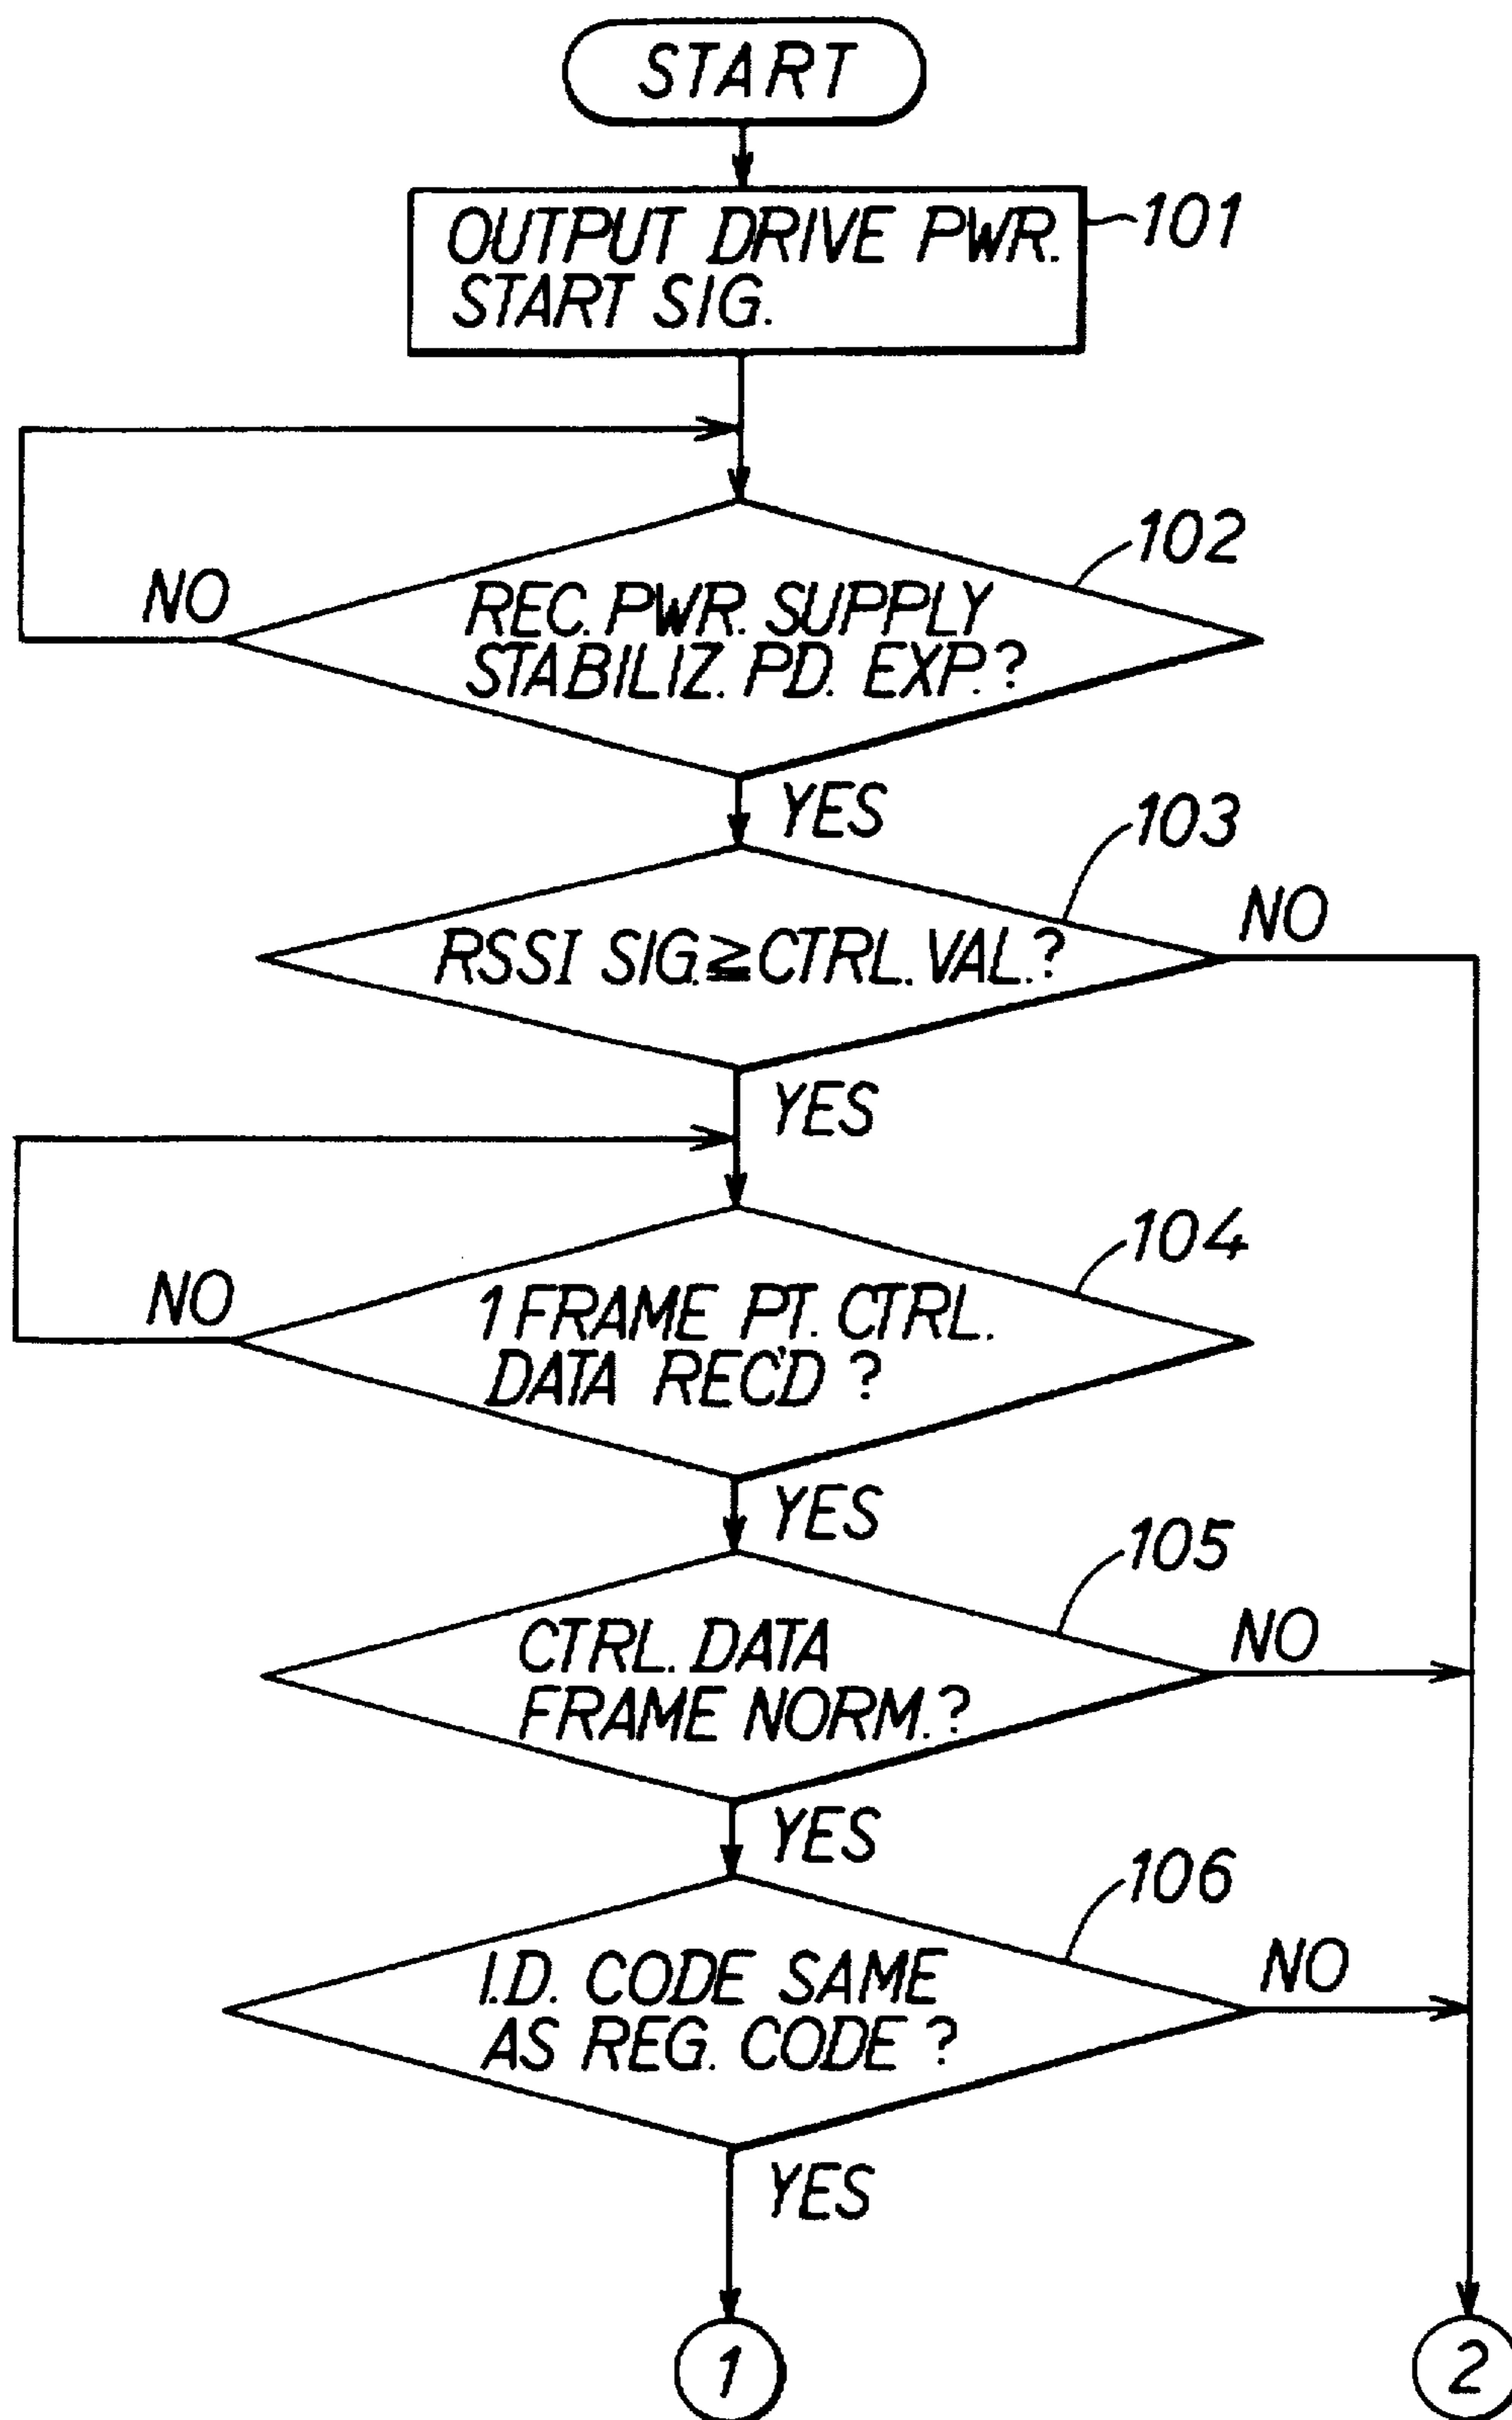 START
OUTPUT DRIVE PWR.
START SIG.
101
102
NO
REC. PWR. SUPPLY
STABILIZ. PD. EXP.?
YES
103
NO
RSSI SIG.≧CTRL. VAL.?
YES
104
NO
1 FRAME PT. CTRL.
DATA REC'D ?
YES
105
NO
CTRL. DATA
FRAME NORM.?
YES
106
NO
I.D. CODE SAME
AS REG. CODE ?
YES
1
2